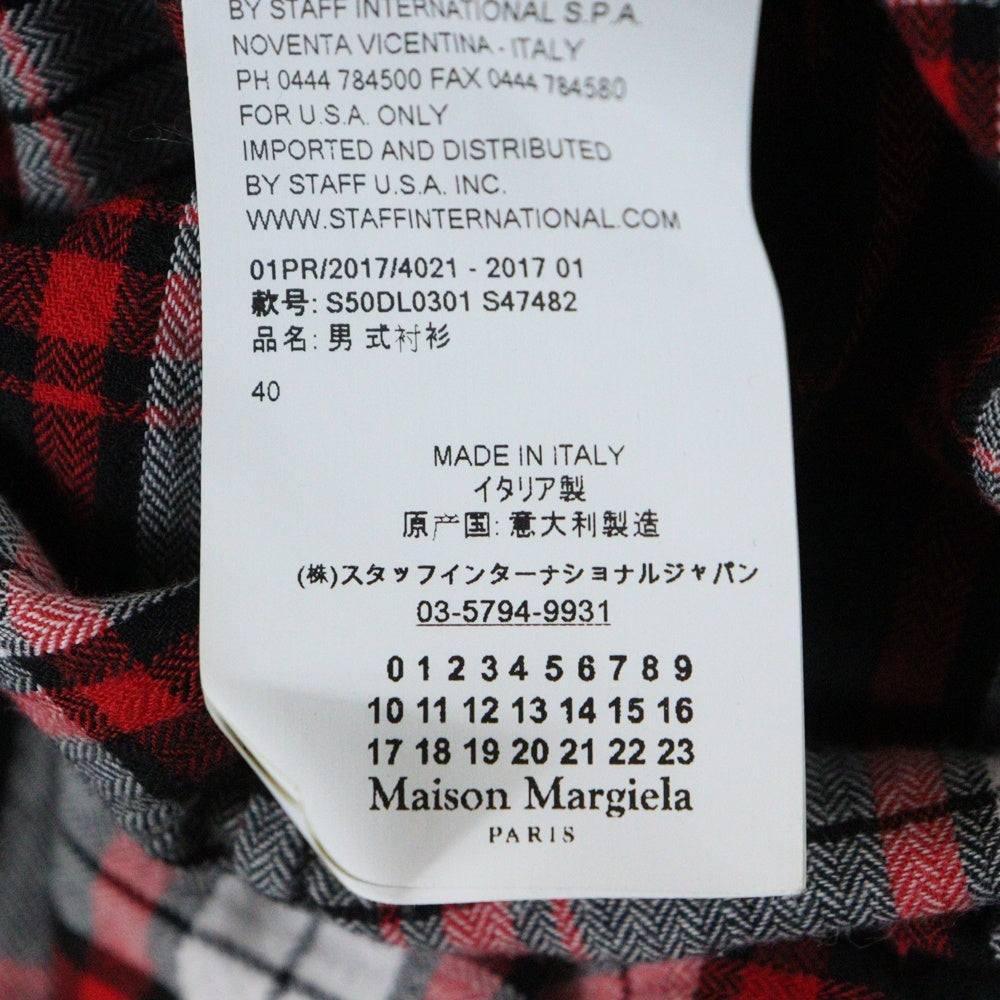 BY STAFF INTERNATIONAL S.P.A.
NOVENTA VICENTINA - ITALY
PH 0444 784500 FAX 0444 784580
FOR U.S.A. ONLY
IMPORTED AND DISTRIBUTED
BY STAFF U.S.A. INC.
WWW.STAFFINTERNATIONAL.COM
01PR/2017/4021 - 2017 01
款号: S50DL0301 S47482
品名: 男式衬衫
40
MADE IN ITALY
イタリア製
原产国: 意大利製造
(株)スタッフインターナショナルジャパン
03-5794-9931
0 1 2 3 4 5 6 7 8 9
10 11 12 13 14 15 16
17 18 19 20 21 22 23
Maison Margiela
PARIS